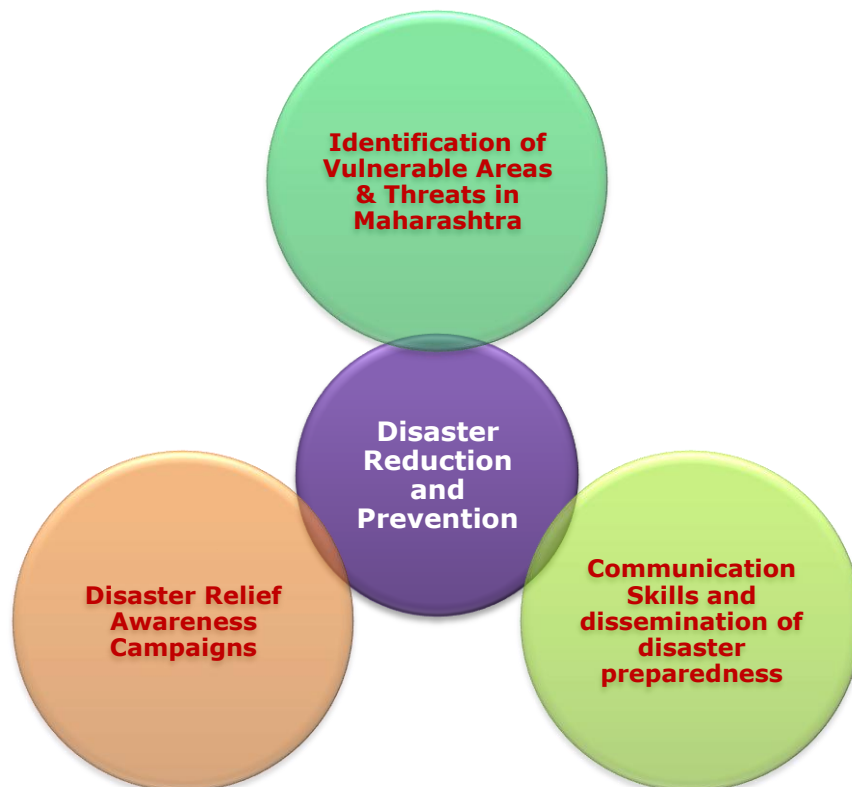 Identification of
Vulnerable Areas
& Threats in
Maharashtra
Disaster
Reduction
and
Prevention
Disaster Relief
Awareness
Campaigns
Communication
Skills and
dissemination of
disaster
preparedness